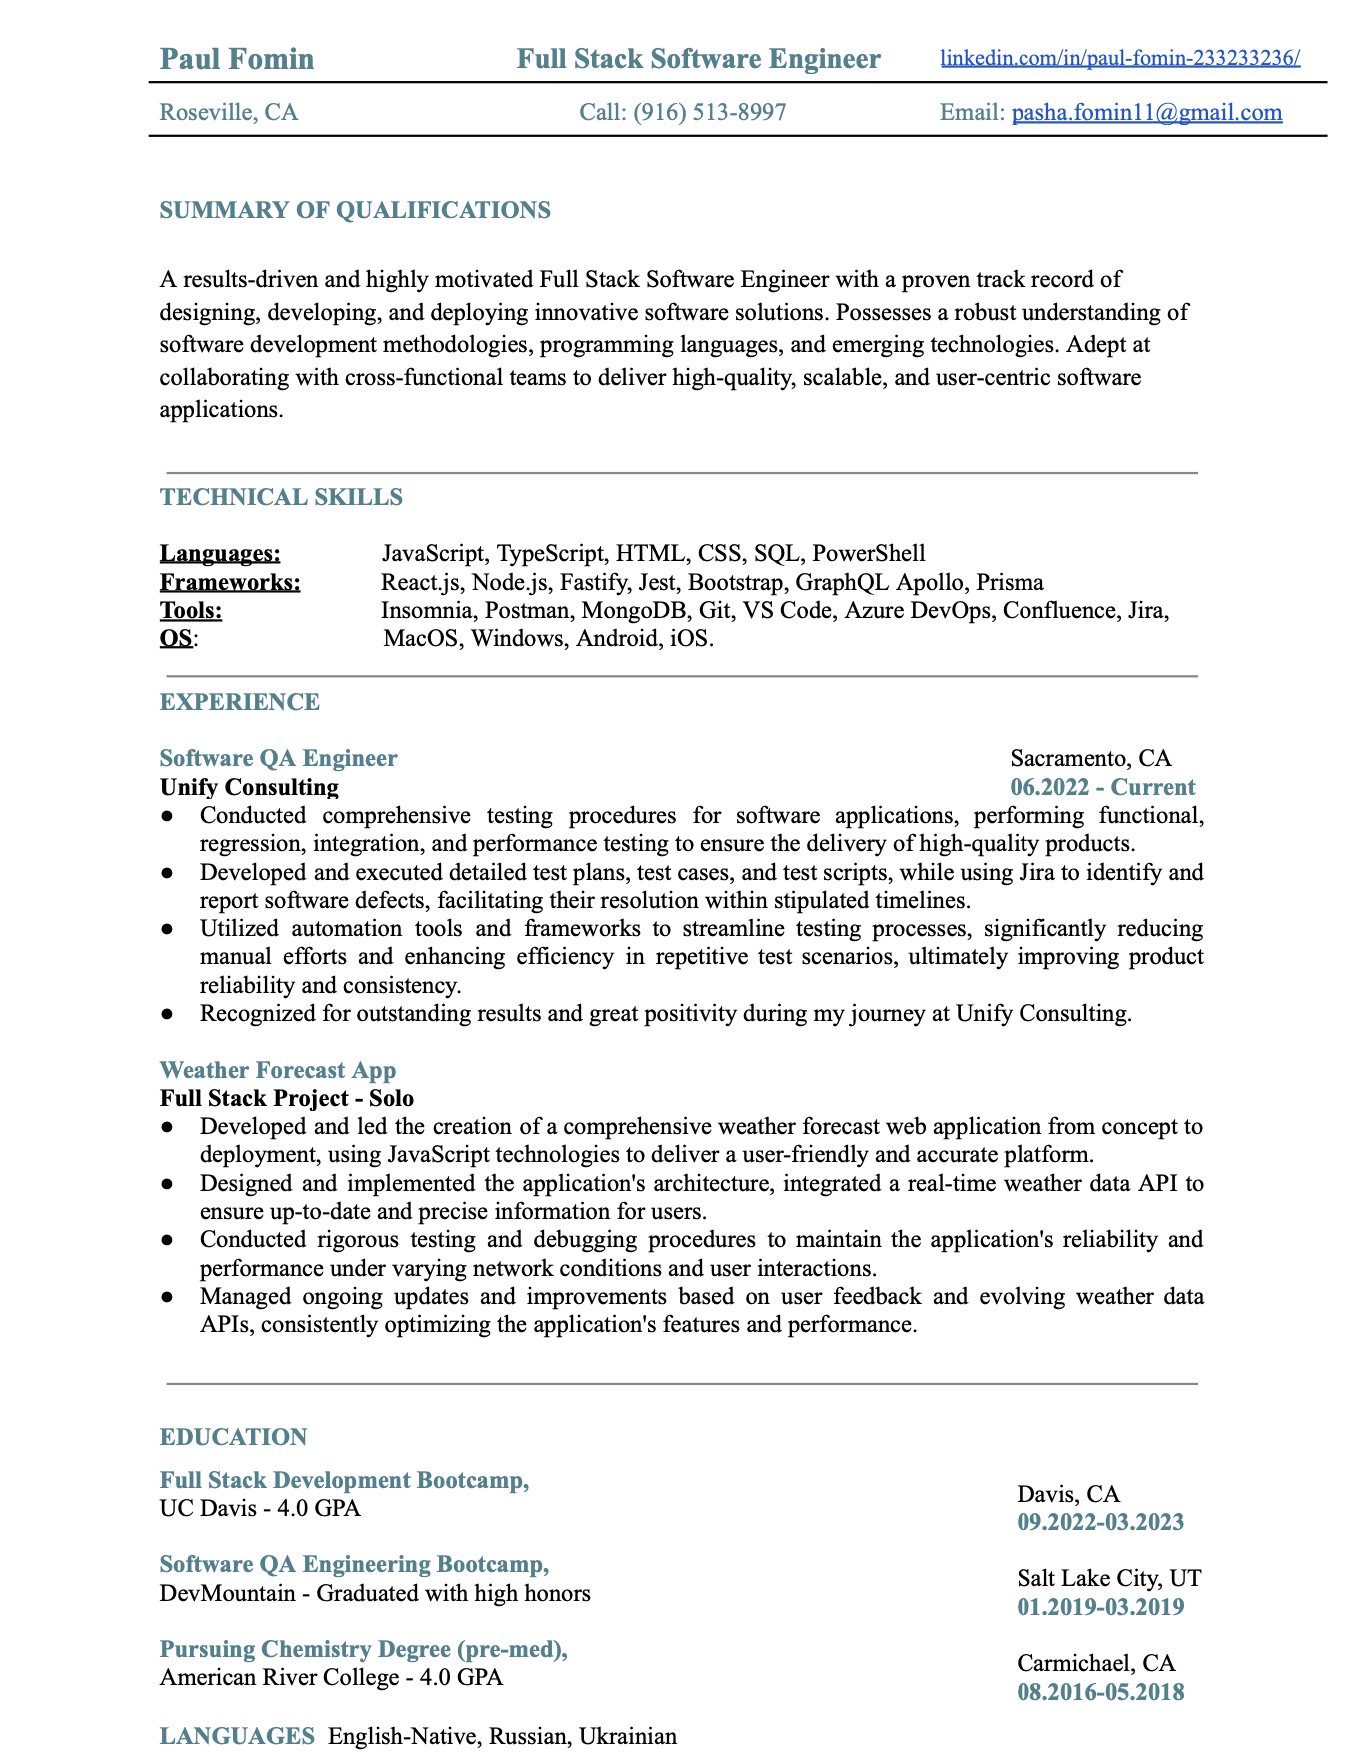 Paul Fomin Full Stack Software Engineer linkedin.com/in/paul-fomin-233233236/
Roseville, CA Call: (916) 513-8997 Email: pasha.fomin11@gmail.com
SUMMARY OF QUALIFICATIONS
A results-driven and highly motivated Full Stack Software Engineer with a proven track record of
designing, developing, and deploying innovative software solutions. Possesses a robust understanding of
software development methodologies, programming languages, and emerging technologies. Adept at
collaborating with cross-functional teams to deliver high-quality, scalable, and user-centric software
applications.
TECHNICAL SKILLS
Languages: JavaScript, TypeScript, HTML, CSS, SQL, PowerShell
Frameworks: React.js, Node.js, Fastify, Jest, Bootstrap, GraphQL Apollo, Prisma
Tools: Insomnia, Postman, MongoDB, Git, VS Code, Azure DevOps, Confluence, Jira,
OS: MacOS, Windows, Android, iOS.
EXPERIENCE
Software QA Engineer Sacramento, CA
Unify Consulting 06.2022 - Current
● Conducted comprehensive testing procedures for software applications, performing functional,
regression, integration, and performance testing to ensure the delivery of high-quality products.
● Developed and executed detailed test plans, test cases, and test scripts, while using Jira to identify and
report software defects, facilitating their resolution within stipulated timelines.
● Utilized automation tools and frameworks to streamline testing processes, significantly reducing
manual efforts and enhancing efficiency in repetitive test scenarios, ultimately improving product
reliability and consistency.
● Recognized for outstanding results and great positivity during my journey at Unify Consulting.
Weather Forecast App
Full Stack Project - Solo
● Developed and led the creation of a comprehensive weather forecast web application from concept to
deployment, using JavaScript technologies to deliver a user-friendly and accurate platform.
● Designed and implemented the application's architecture, integrated a real-time weather data API to
ensure up-to-date and precise information for users.
● Conducted rigorous testing and debugging procedures to maintain the application's reliability and
performance under varying network conditions and user interactions.
● Managed ongoing updates and improvements based on user feedback and evolving weather data
APIs, consistently optimizing the application's features and performance.
EDUCATION
Full Stack Development Bootcamp,
UC Davis - 4.0 GPA
Davis, CA
09.2022-03.2023
Software QA Engineering Bootcamp,
DevMountain - Graduated with high honors
Salt Lake City, UT
01.2019-03.2019
Pursuing Chemistry Degree (pre-med),
American River College - 4.0 GPA
Carmichael, CA
08.2016-05.2018
LANGUAGES English-Native, Russian, Ukrainian